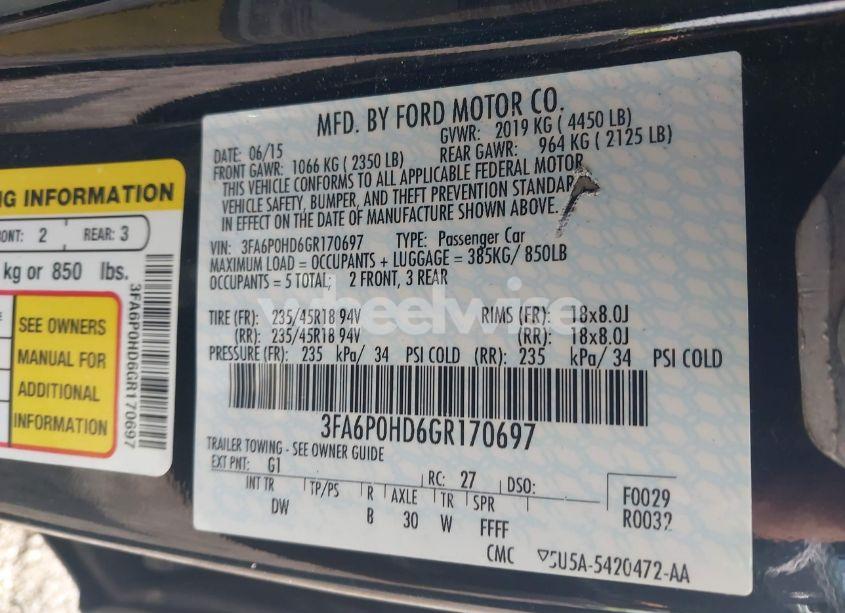 NG INFORMATION
ONT: 2 REAR: 3
kg or 850 lbs.
SEE OWNERS
MANUAL FOR
ADDITIONAL
INFORMATION
3FA6P0HD6GR170697
MFD. BY FORD MOTOR CO.
DATE: 06/15 GVWR: 2019 KG ( 4450 LB)
FRONT GAWR: 1066 KG ( 2350 LB) REAR GAWR: 964 KG ( 2125 LB)
THIS VEHICLE CONFORMS TO ALL APPLICABLE FEDERAL MOTOR
VEHICLE SAFETY, BUMPER, AND THEFT PREVENTION STANDAR
IN EFFECT ON THE DATE OF MANUFACTURE SHOWN ABOVE.
VIN: 3FA6P0HD6GR170697 TYPE: Passenger Car
MAXIMUM LOAD = OCCUPANTS + LUGGAGE = 385KG/ 850LB
OCCUPANTS = 5 TOTAL; 2 FRONT, 3 REAR
wheelwire
TIRE (FR): 235/45R18 94V RIMS (FR): 18x8.0J
(RR): 235/45R18 94V (RR): 18x8.0J
PRESSURE (FR): 235 kPa/ 34 PSI COLD (RR): 235 kPa/ 34 PSI COLD
3FA6P0HD6GR170697
TRAILER TOWING - SEE OWNER GUIDE
EXT PNT: G1 RC: 27 DSO:
INT TR TP/PS R AXLE TR SPR F0029
DW B 30 W FFFF R0032
CMC 5U5A-5420472-AA